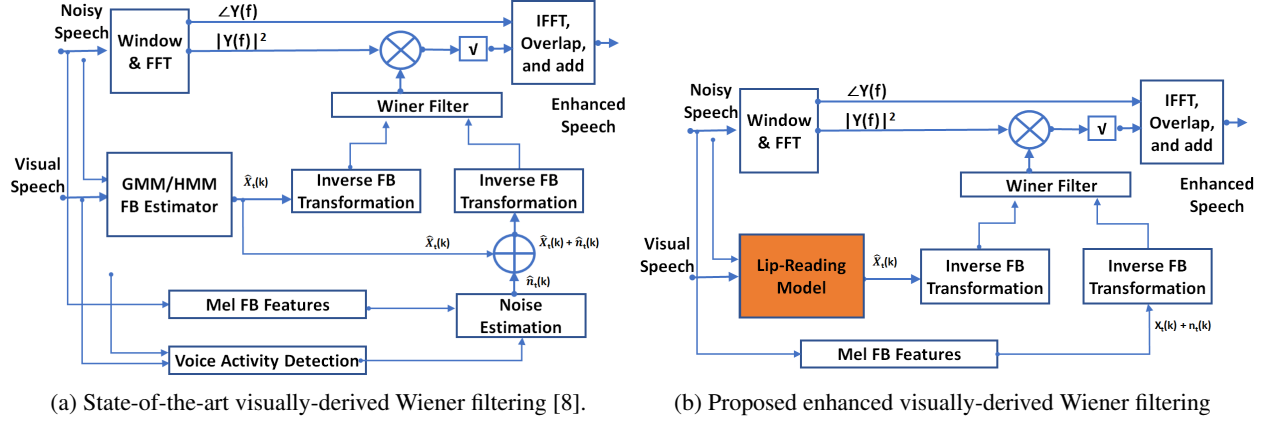 Noisy
Speech
∠Y(f)
|Y(f)|²
Window
& FFT
√
IFFT,
Overlap,
and add
Enhanced
Speech
Winer Filter
Visual
Speech
GMM/HMM
FB Estimator
X̂ₜ(k)
Inverse FB
Transformation
Inverse FB
Transformation
X̂ₜ(k)
X̂ₜ(k) + n̂ₜ(k)
n̂ₜ(k)
Mel FB Features
Noise
Estimation
Voice Activity Detection
(a) State-of-the-art visually-derived Wiener filtering [8].
Noisy
Speech
∠Y(f)
|Y(f)|²
Window
& FFT
√
IFFT,
Overlap,
and add
Enhanced
Speech
Winer Filter
Visual
Speech
Lip-Reading
Model
X̂ₜ(k)
Inverse FB
Transformation
Inverse FB
Transformation
Xₜ(k) + nₜ(k)
Mel FB Features
(b) Proposed enhanced visually-derived Wiener filtering